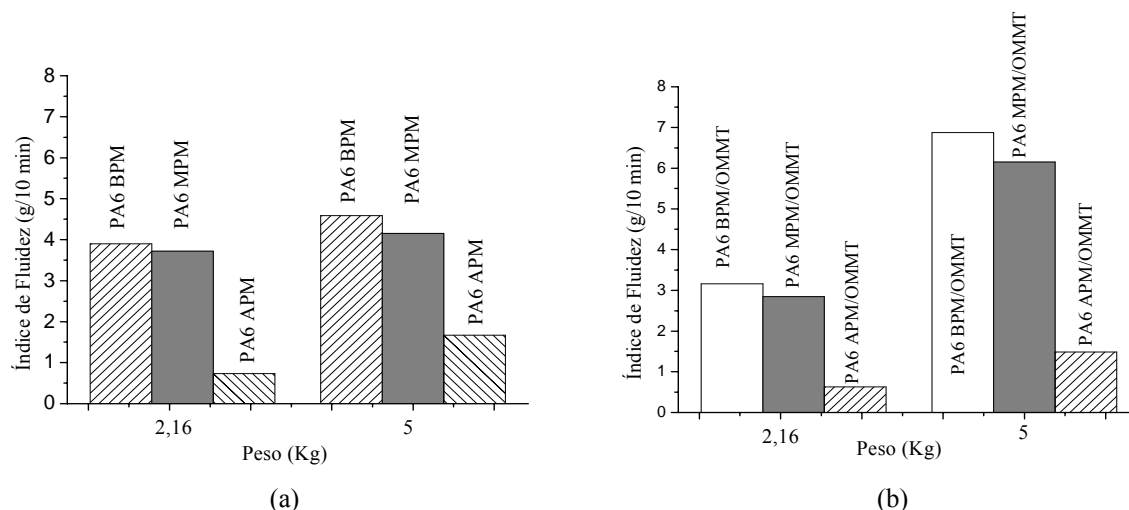 Índice de Fluidez (g/10 min)
8
7
6
5
4
3
2
1
0
PA6 BPM
PA6 MPM
PA6 APM
PA6 BPM
PA6 MPM
PA6 APM
2,16
5
Peso (Kg)
(a)
Índice de Fluidez (g/10 min)
8
7
6
5
4
3
2
1
0
PA6 BPM/OMMT
PA6 MPM/OMMT
PA6 APM/OMMT
PA6 BPM/OMMT
PA6 MPM/OMMT
PA6 APM/OMMT
2,16
5
Peso (Kg)
(b)